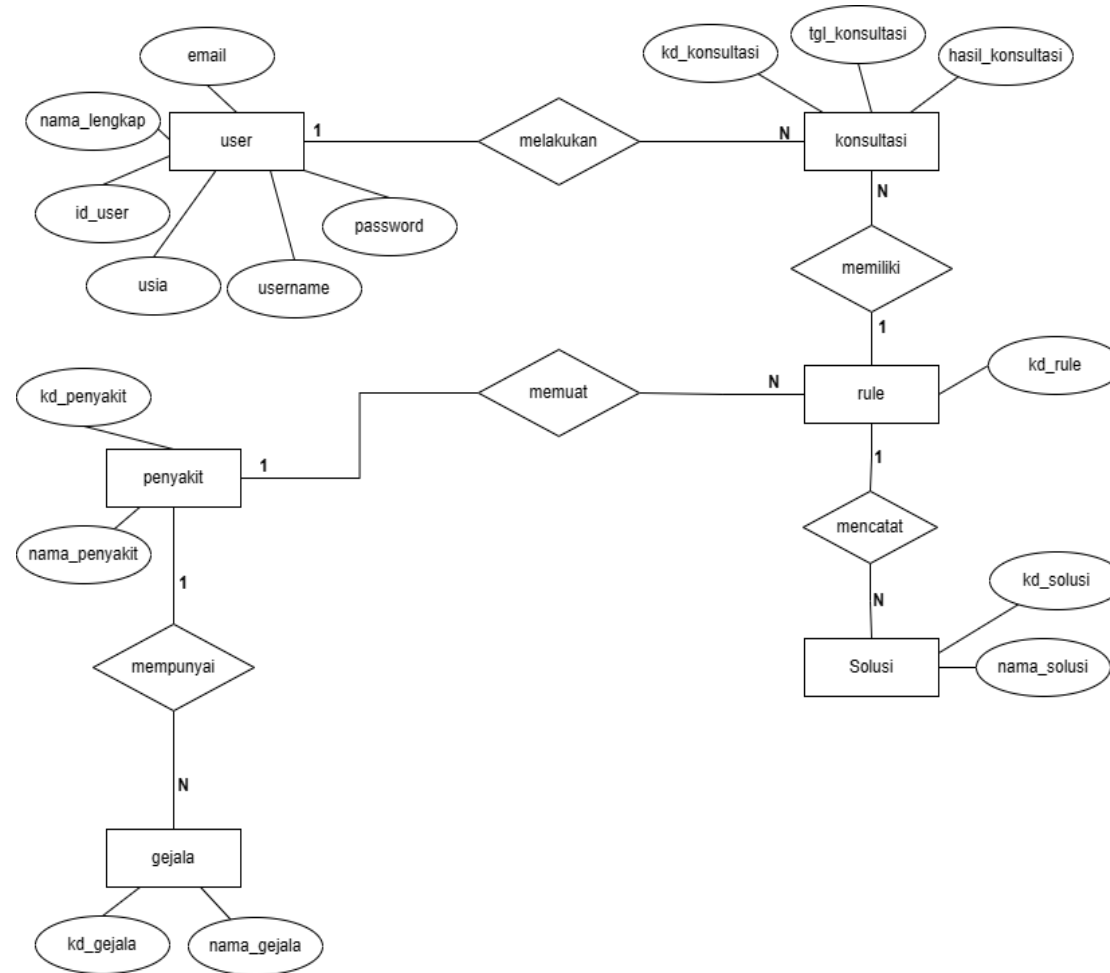 email
tgl_konsultasi
kd_konsultasi
hasil_konsultasi
nama_lengkap
user
1
melakukan
N
konsultasi
id_user
password
usia
username
N
memiliki
1
kd_penyakit
memuat
N
rule
kd_rule
penyakit
1
1
nama_penyakit
mencatat
1
kd_solusi
N
mempunyai
Solusi
nama_solusi
N
gejala
kd_gejala
nama_gejala